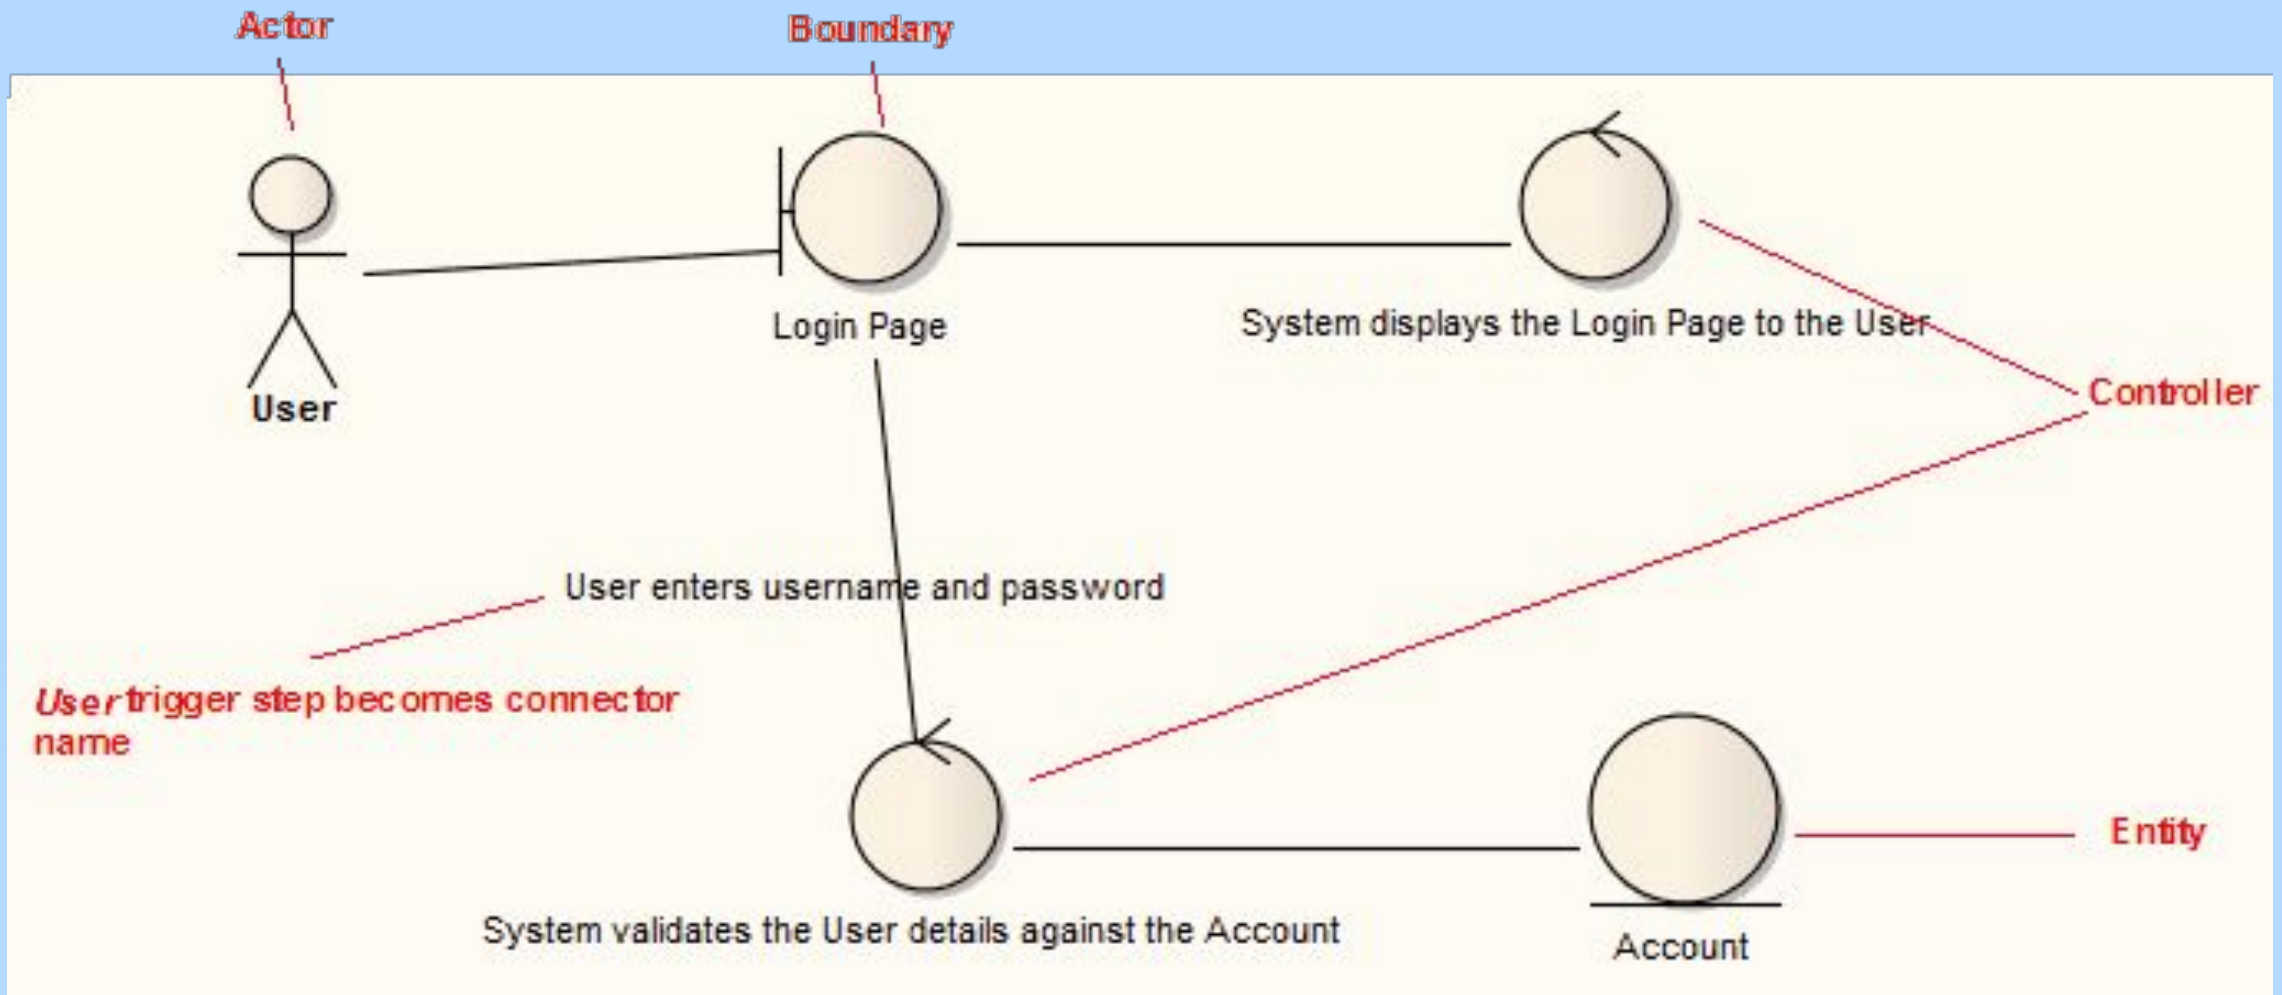 Actor
Boundary
Login Page
System displays the Login Page to the User
User
Controller
User enters username and password
User trigger step becomes connector
name
Entity
System validates the User details against the Account
Account